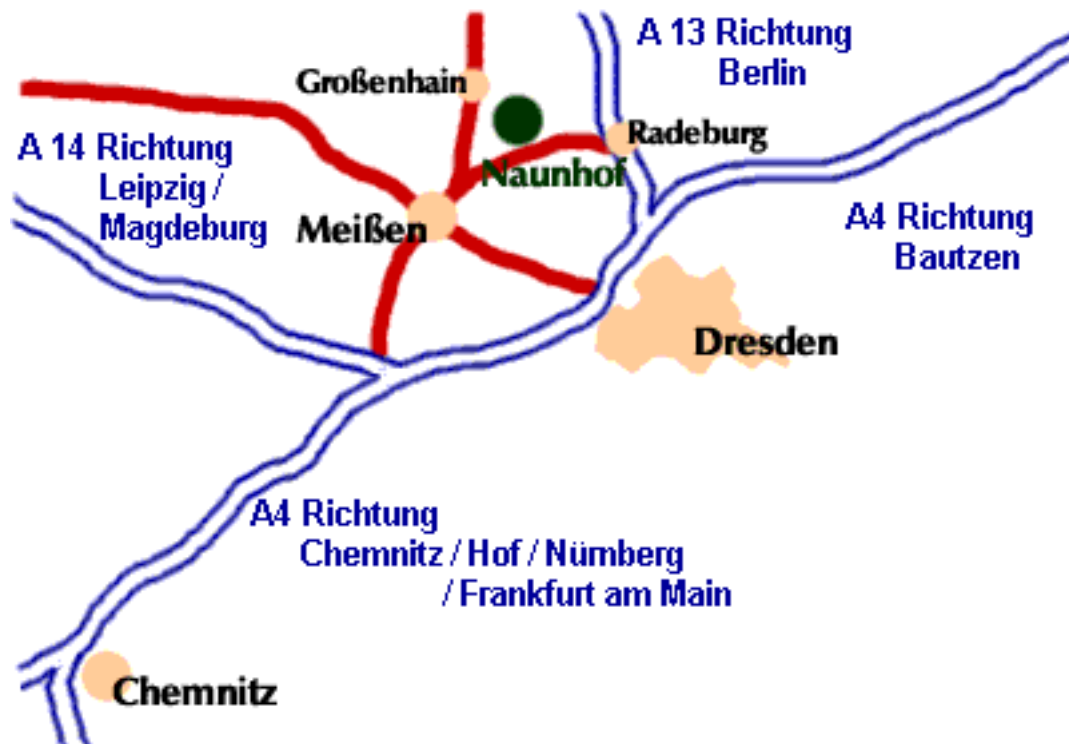 A 13 Richtung
Berlin
Großenhain
Radeburg
A 14 Richtung
Leipzig /
Magdeburg
Naunhof
Meißen
A4 Richtung
Bautzen
Dresden
A4 Richtung
Chemnitz / Hof / Nürnberg
/ Frankfurt am Main
Chemnitz